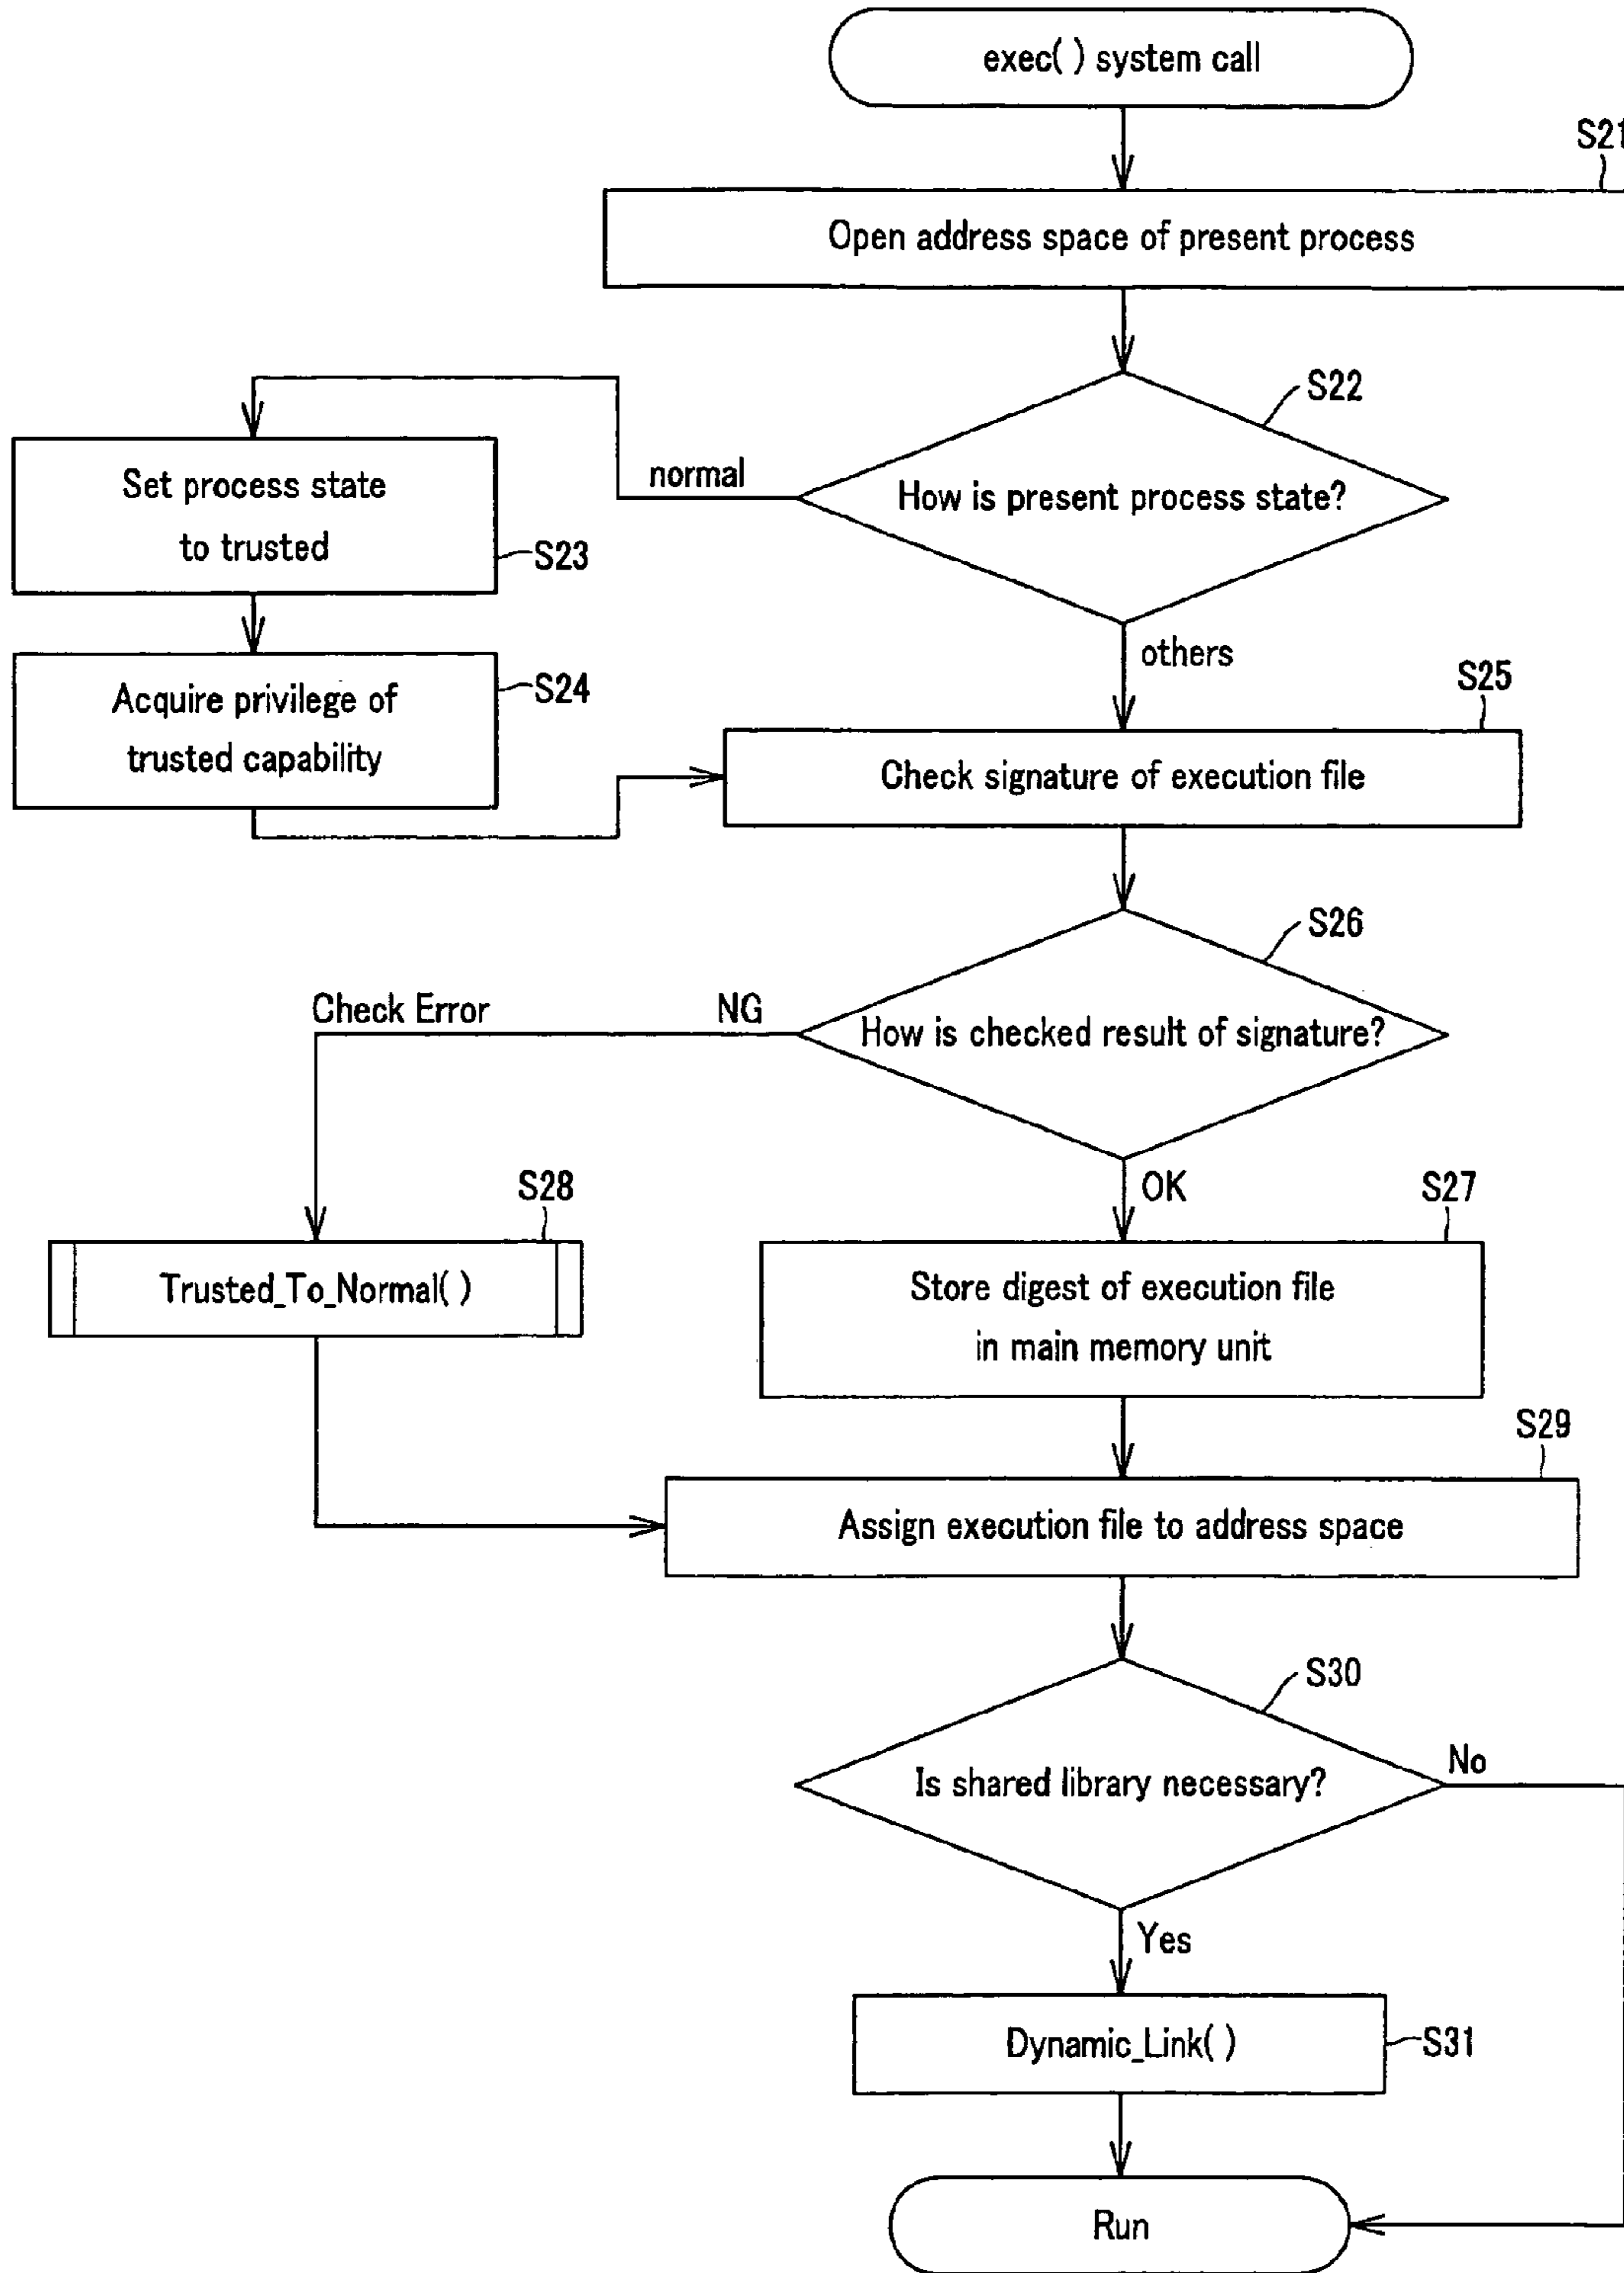 exec( ) system call
S21
Open address space of present process
S22
How is present process state?
normal
others
Set process state
to trusted
S23
Acquire privilege of
trusted capability
S24
S25
Check signature of execution file
S26
How is checked result of signature?
Check Error
NG
OK
S28
Trusted_To_Normal( )
S27
Store digest of execution file
in main memory unit
S29
Assign execution file to address space
S30
Is shared library necessary?
No
Yes
Dynamic_Link( )
S31
Run